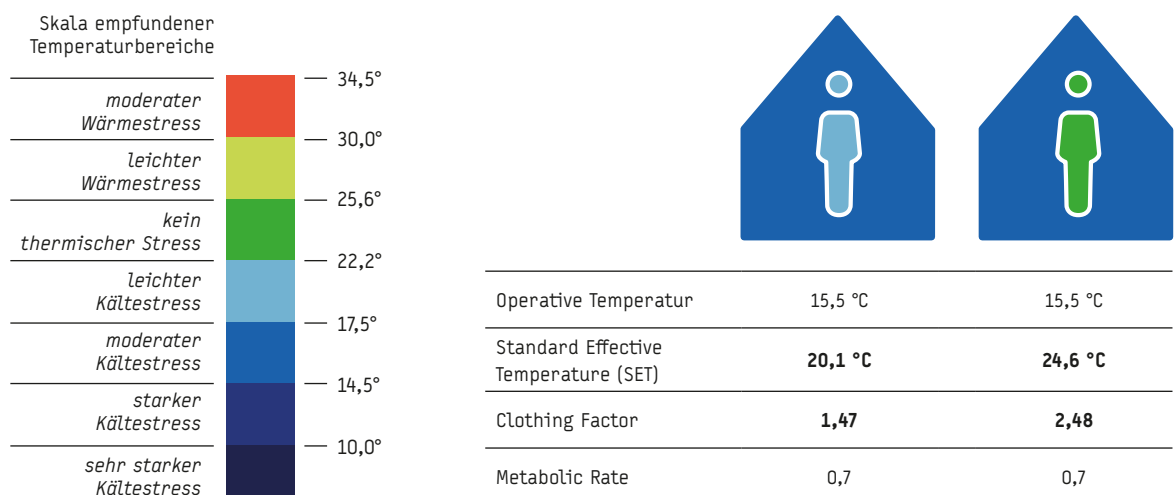 Skala empfundener
Temperaturbereiche
34,5°
moderater
Wärmestress
30,0°
leichter
Wärmestress
25,6°
kein
thermischer Stress
22,2°
leichter
Kältestress
17,5°
moderater
Kältestress
14,5°
starker
Kältestress
10,0°
sehr starker
Kältestress
Operative Temperatur 15,5 °C 15,5 °C
Standard Effective
Temperature (SET) 20,1 °C 24,6 °C
Clothing Factor 1,47 2,48
Metabolic Rate 0,7 0,7